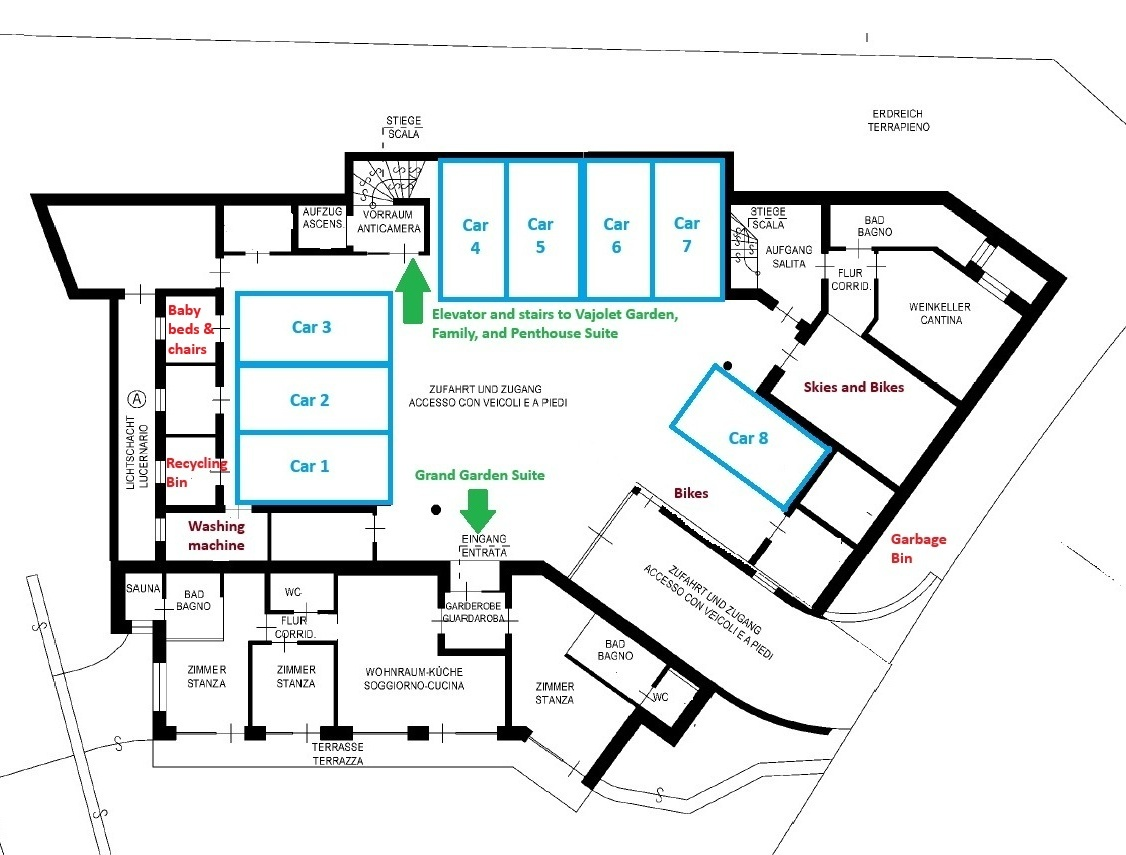 ERDREICH
TERRAPIENO
STIEGE
SCALA
AUFZUG
ASCENS.
VORRAUM
ANTICAMERA
Car
4
Car
5
Car
6
Car
7
STIEGE
SCALA
AUFGANG
SALITA
BAD
BAGNO
FLUR
CORRID.
WEINKELLER
CANTINA
Elevator and stairs to Vajolet Garden,
Family, and Penthouse Suite
Baby
beds &
chairs
Car 3
Car 2
Car 1
ZUFAHRT UND ZUGANG
ACCESSO CON VEICOLI E A PIEDI
Skies and Bikes
Car 8
A
LICHTSCHACHT
LUCERNARIO
Recycling
Bin
Grand Garden Suite
Bikes
Washing
machine
EINGANG
ENTRATA
Garbage
Bin
ZUFAHRT UND ZUGANG
ACCESSO CON VEICOLI E A PIEDI
SAUNA
BAD
BAGNO
WC
FLUR
CORRID.
GARDEROBE
GUARDAROBA
ZIMMER
STANZA
ZIMMER
STANZA
WOHNRAUM-KÜCHE
SOGGIORNO-CUCINA
ZIMMER
STANZA
BAD
BAGNO
WC
TERRASSE
TERRAZZA
S
S
S
S